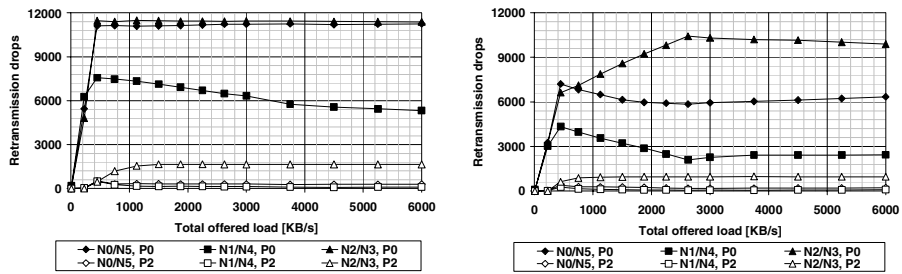 12000
9000
6000
3000
0
Retransmission drops
0 1000 2000 3000 4000 5000 6000
Total offered load [KB/s]
N0/N5, P0 N1/N4, P0 N2/N3, P0
N0/N5, P2 N1/N4, P2 N2/N3, P2
12000
9000
6000
3000
0
Retransmission drops
0 1000 2000 3000 4000 5000 6000
Total offered load [KB/s]
N0/N5, P0 N1/N4, P0 N2/N3, P0
N0/N5, P2 N1/N4, P2 N2/N3, P2